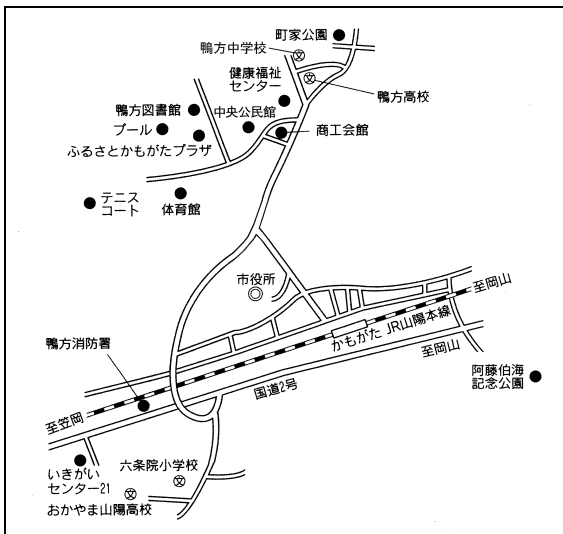 町家公園
鴨方中学校
健康福祉
センター
鴨方高校
鴨方図書館
中央公民館
プール
商工会館
ふるさとかもがたプラザ
テニス
コート
体育館
市役所
至岡山
かもがた JR山陽本線
鴨方消防署
至岡山
阿藤伯海
記念公園
国道2号
至笠岡
いきがい
センター21
六条院小学校
おかやま山陽高校
文
文
文
文